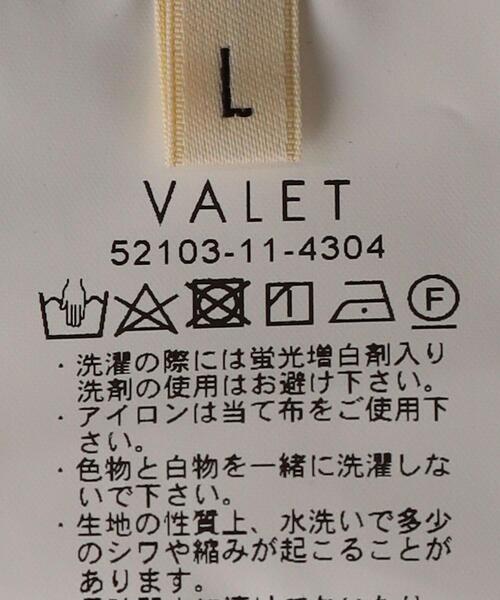 L
VALET
52103-11-4304
F
・洗濯の際には蛍光増白剤入り
洗剤の使用はお避け下さい。
・アイロンは当て布をご使用下
さい。
・色物と白物を一緒に洗濯しな
いで下さい。
・生地の性質上、水洗いで多少
のシワや縮みが起こることが
あります。